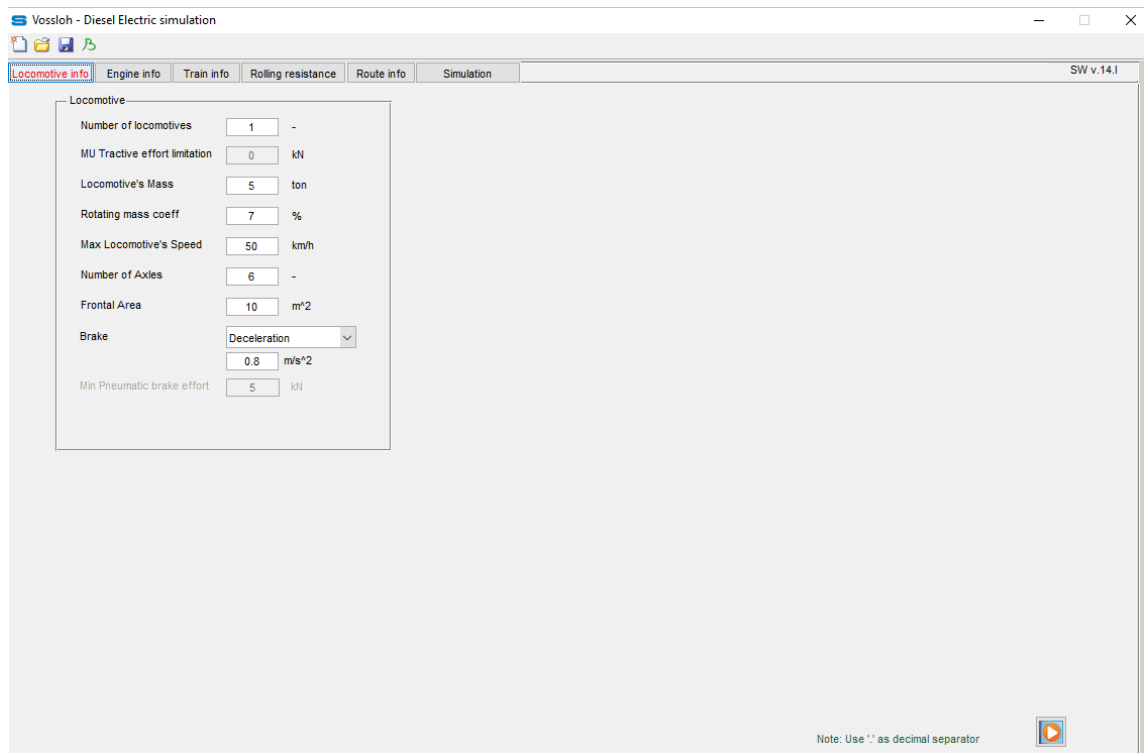 Vossloh - Diesel Electric simulation
Locomotive info Engine info Train info Rolling resistance Route info Simulation SW v.14.I
Locomotive
Number of locomotives 1 -
MU Tractive effort limitation 0 kN
Locomotive's Mass 5 ton
Rotating mass coeff 7 %
Max Locomotive's Speed 50 km/h
Number of Axles 6 -
Frontal Area 10 m^2
Brake Deceleration
0.8 m/s^2
Min Pneumatic brake effort 5 kN
Note: Use '.' as decimal separator